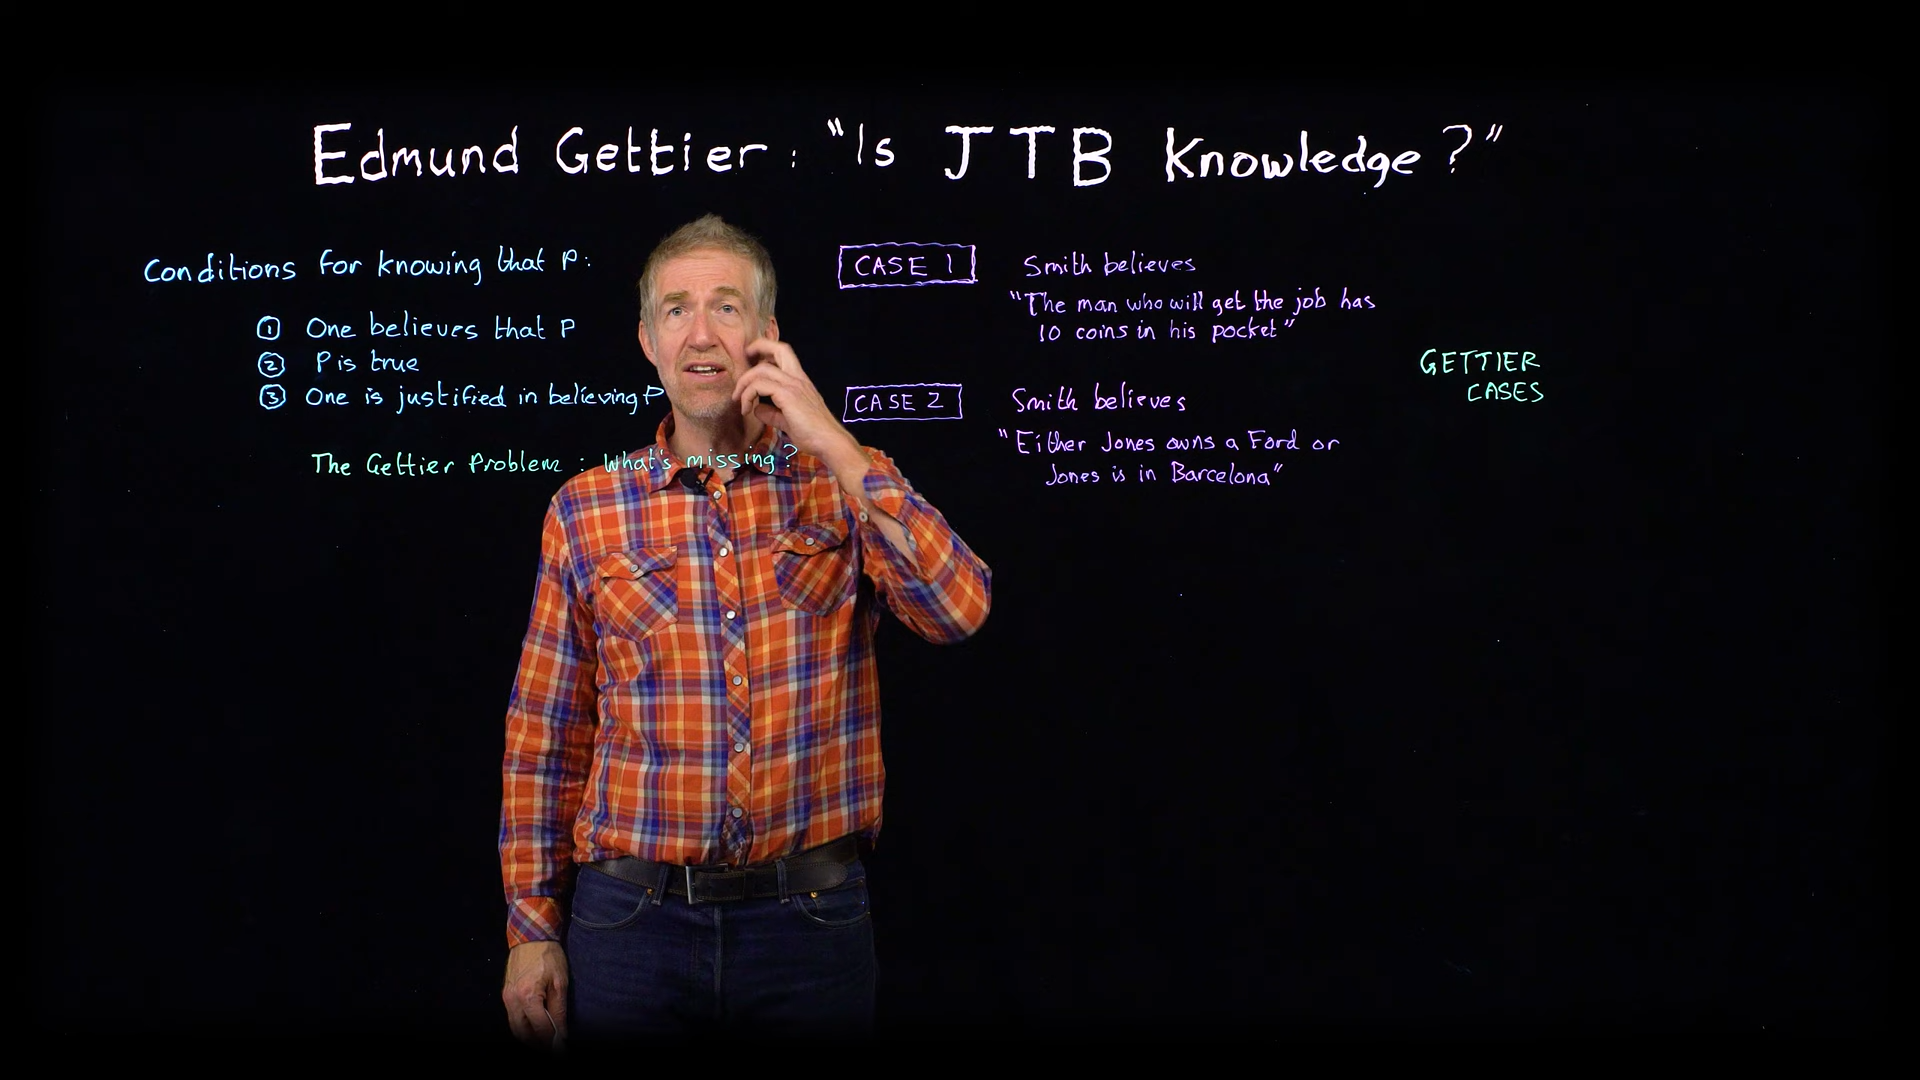 Edmund Gettier: "Is JTB Knowledge?"
Conditions for knowing that P:
① One believes that P
② P is true
③ One is justified in believing P
The Gettier Problem: What's missing?
CASE 1
Smith believes
"The man who will get the job has
10 coins in his pocket"
CASE 2
Smith believes
"Either Jones owns a Ford or
Jones is in Barcelona"
GETTIER
CASES